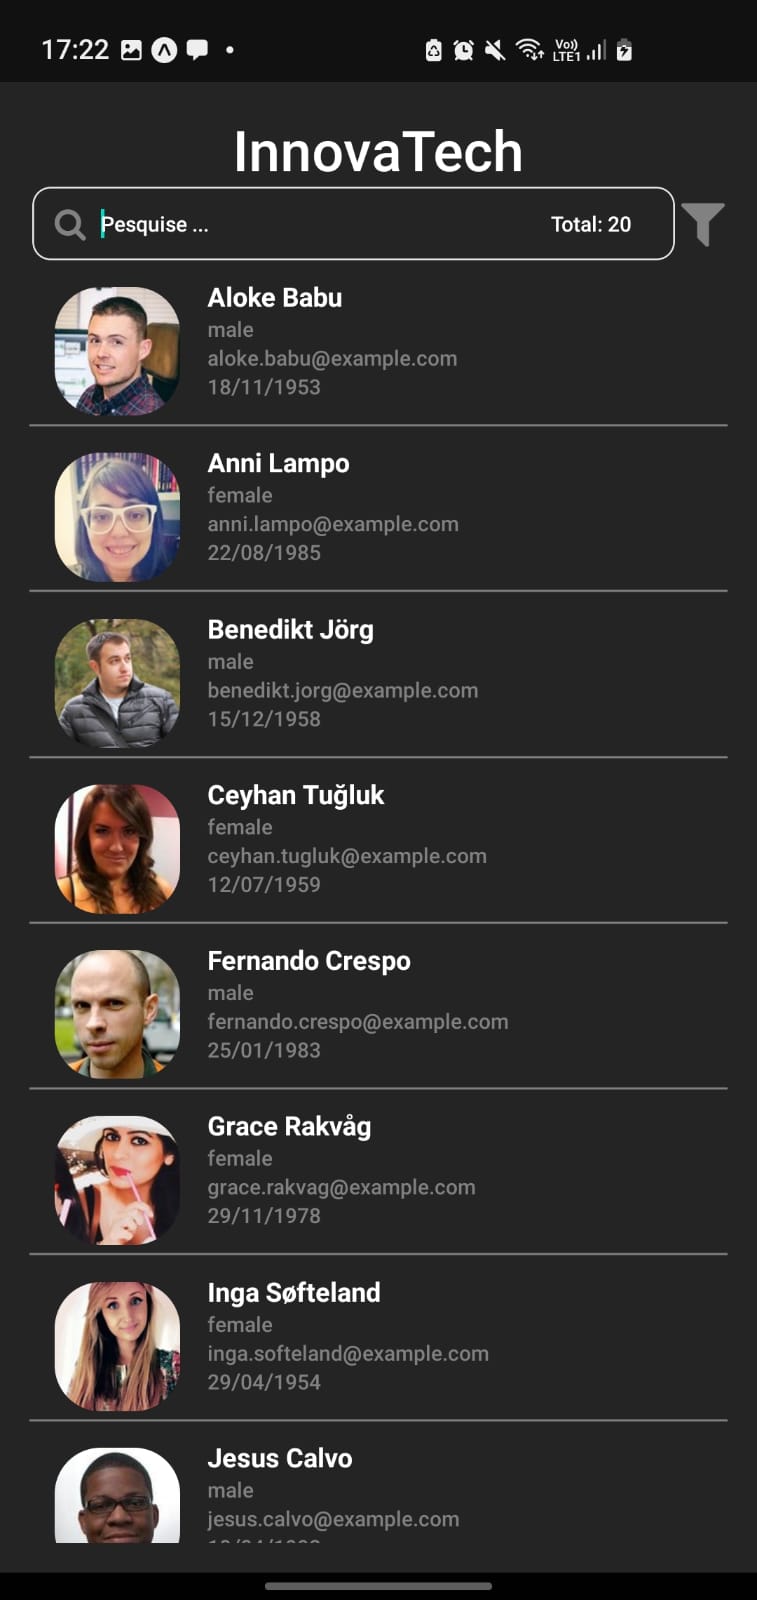 17:22 Vo)) LTE1
InnovaTech
Pesquise ... Total: 20
Aloke Babu
male
aloke.babu@example.com
18/11/1953
Anni Lampo
female
anni.lampo@example.com
22/08/1985
Benedikt Jörg
male
benedikt.jorg@example.com
15/12/1958
Ceyhan Tuğluk
female
ceyhan.tugluk@example.com
12/07/1959
Fernando Crespo
male
fernando.crespo@example.com
25/01/1983
Grace Rakvåg
female
grace.rakvag@example.com
29/11/1978
Inga Søfteland
female
inga.softeland@example.com
29/04/1954
Jesus Calvo
male
jesus.calvo@example.com